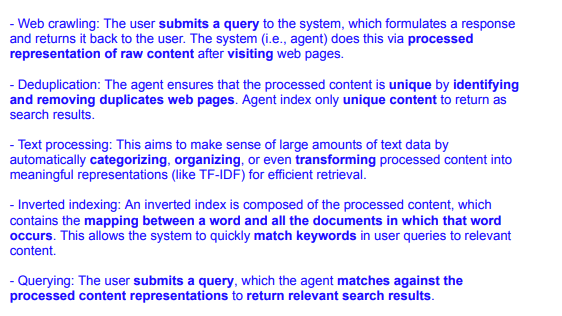 - Web crawling: The user submits a query to the system, which formulates a response
and returns it back to the user. The system (i.e., agent) does this via processed
representation of raw content after visiting web pages.
- Deduplication: The agent ensures that the processed content is unique by identifying
and removing duplicates web pages. Agent index only unique content to return as
search results.
- Text processing: This aims to make sense of large amounts of text data by
automatically categorizing, organizing, or even transforming processed content into
meaningful representations (like TF-IDF) for efficient retrieval.
- Inverted indexing: An inverted index is composed of the processed content, which
contains the mapping between a word and all the documents in which that word
occurs. This allows the system to quickly match keywords in user queries to relevant
content.
- Querying: The user submits a query, which the agent matches against the
processed content representations to return relevant search results.